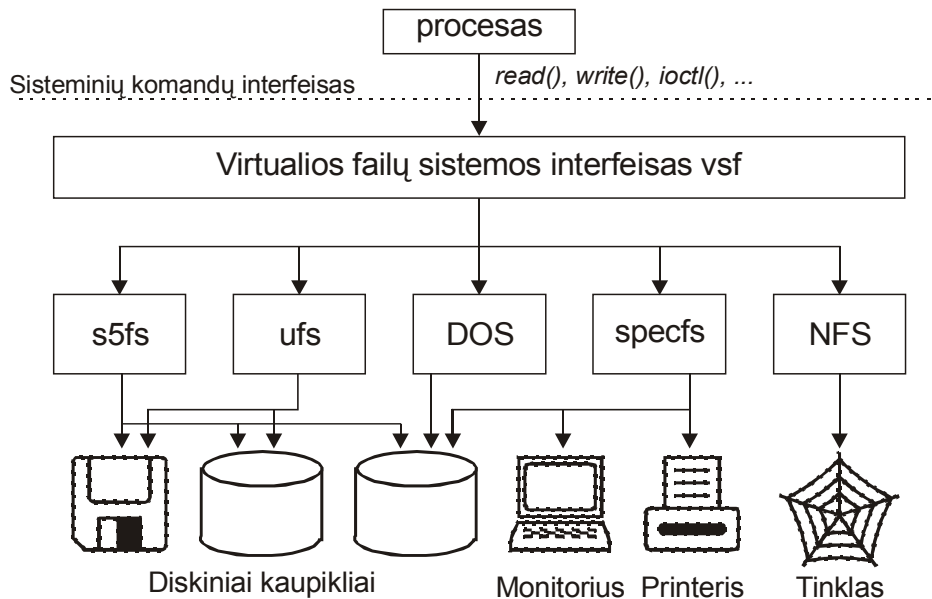 procesas
Sisteminių komandų interfeisas
read(), write(), ioctl(), ...
Virtualios failų sistemos interfeisas vsf
s5fs
ufs
DOS
specfs
NFS
Diskiniai kaupikliai
Monitorius
Printeris
Tinklas